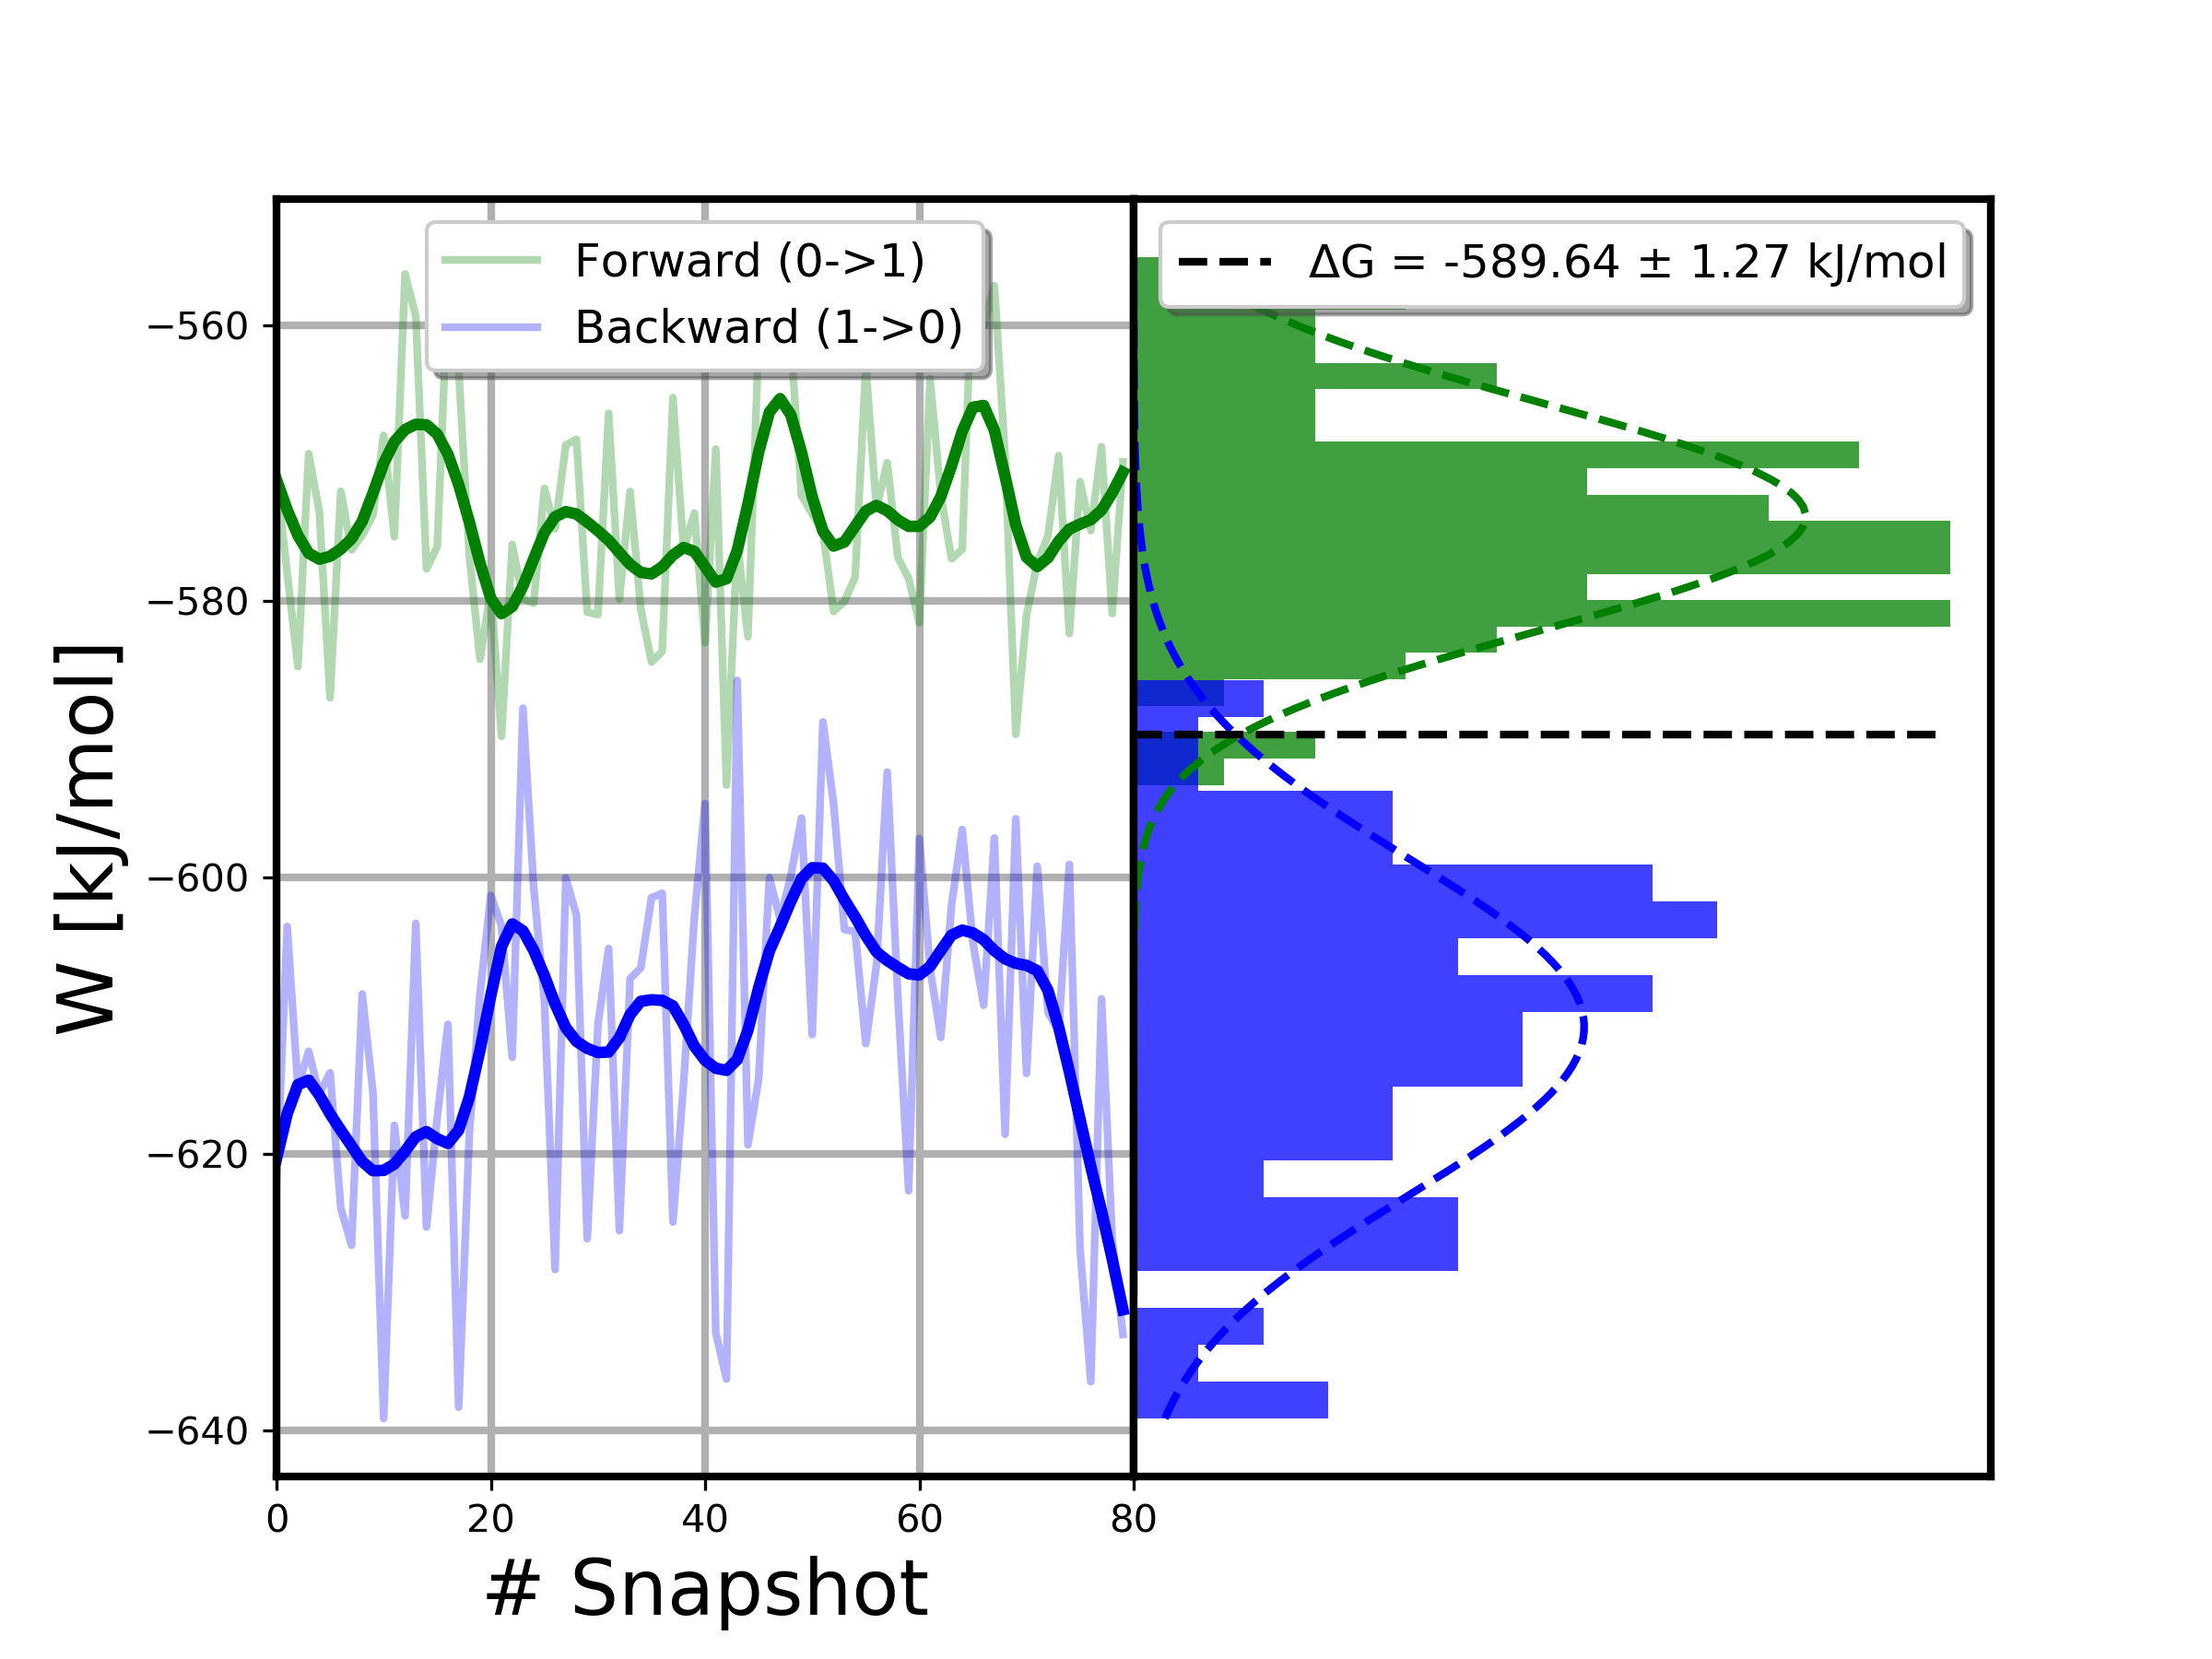 Forward (0->1)
Backward (1->0)
ΔG = -589.64 ± 1.27 kJ/mol
W [kJ/mol]
−560
−580
−600
−620
−640
0 20 40 60 80
# Snapshot